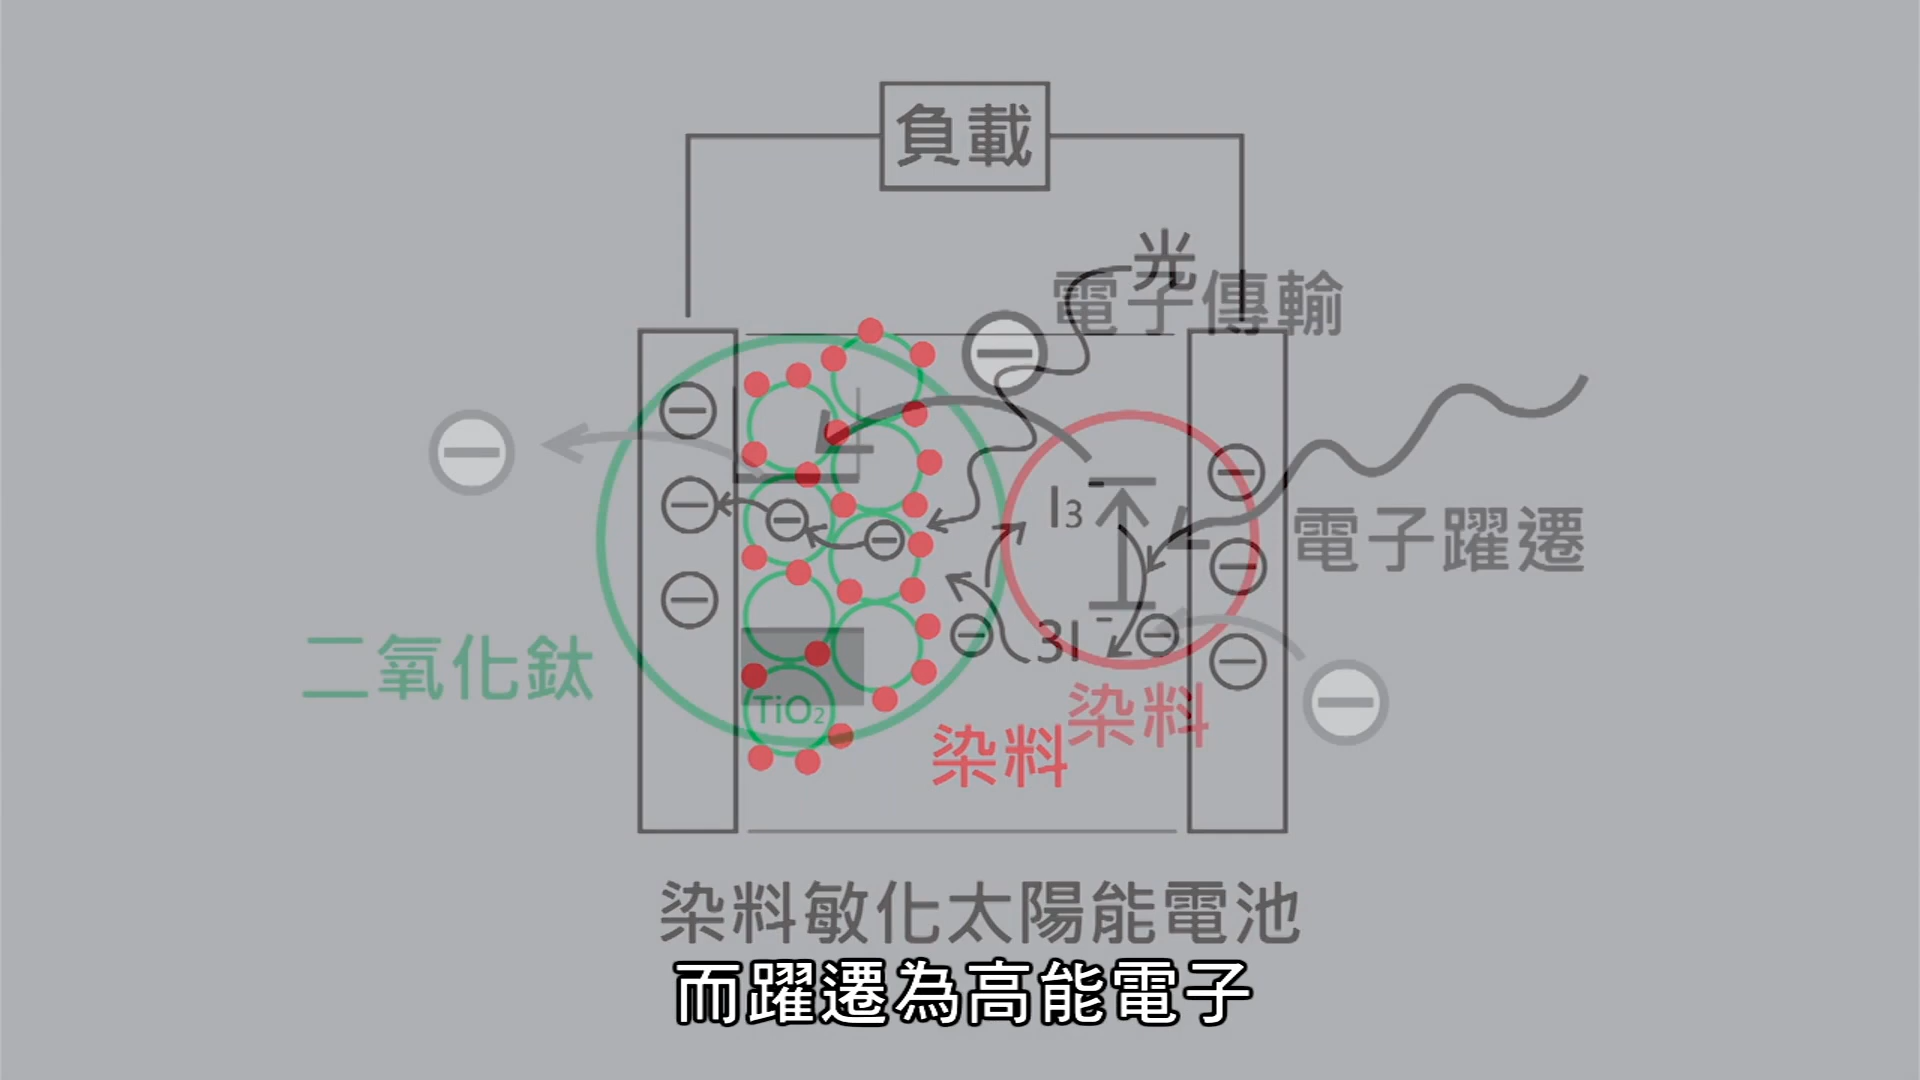 負載
光
電子傳輸
I3-
電子躍遷
3I-
二氧化鈦
TiO2
染料
染料
染料敏化太陽能電池
而躍遷為高能電子